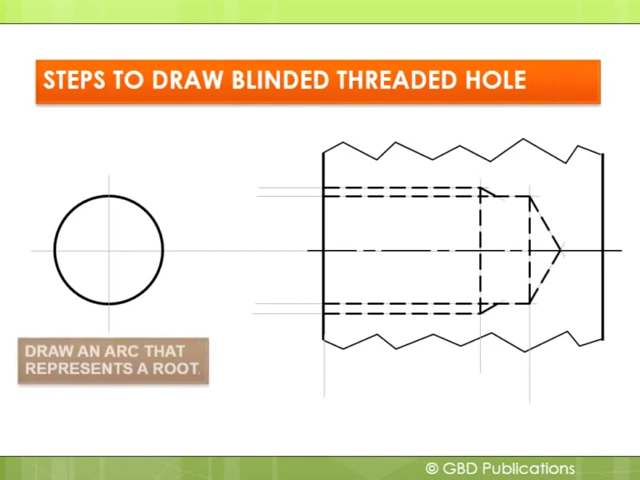 STEPS TO DRAW BLINDED THREADED HOLE
DRAW AN ARC THAT
REPRESENTS A ROOT.
© GBD Publications